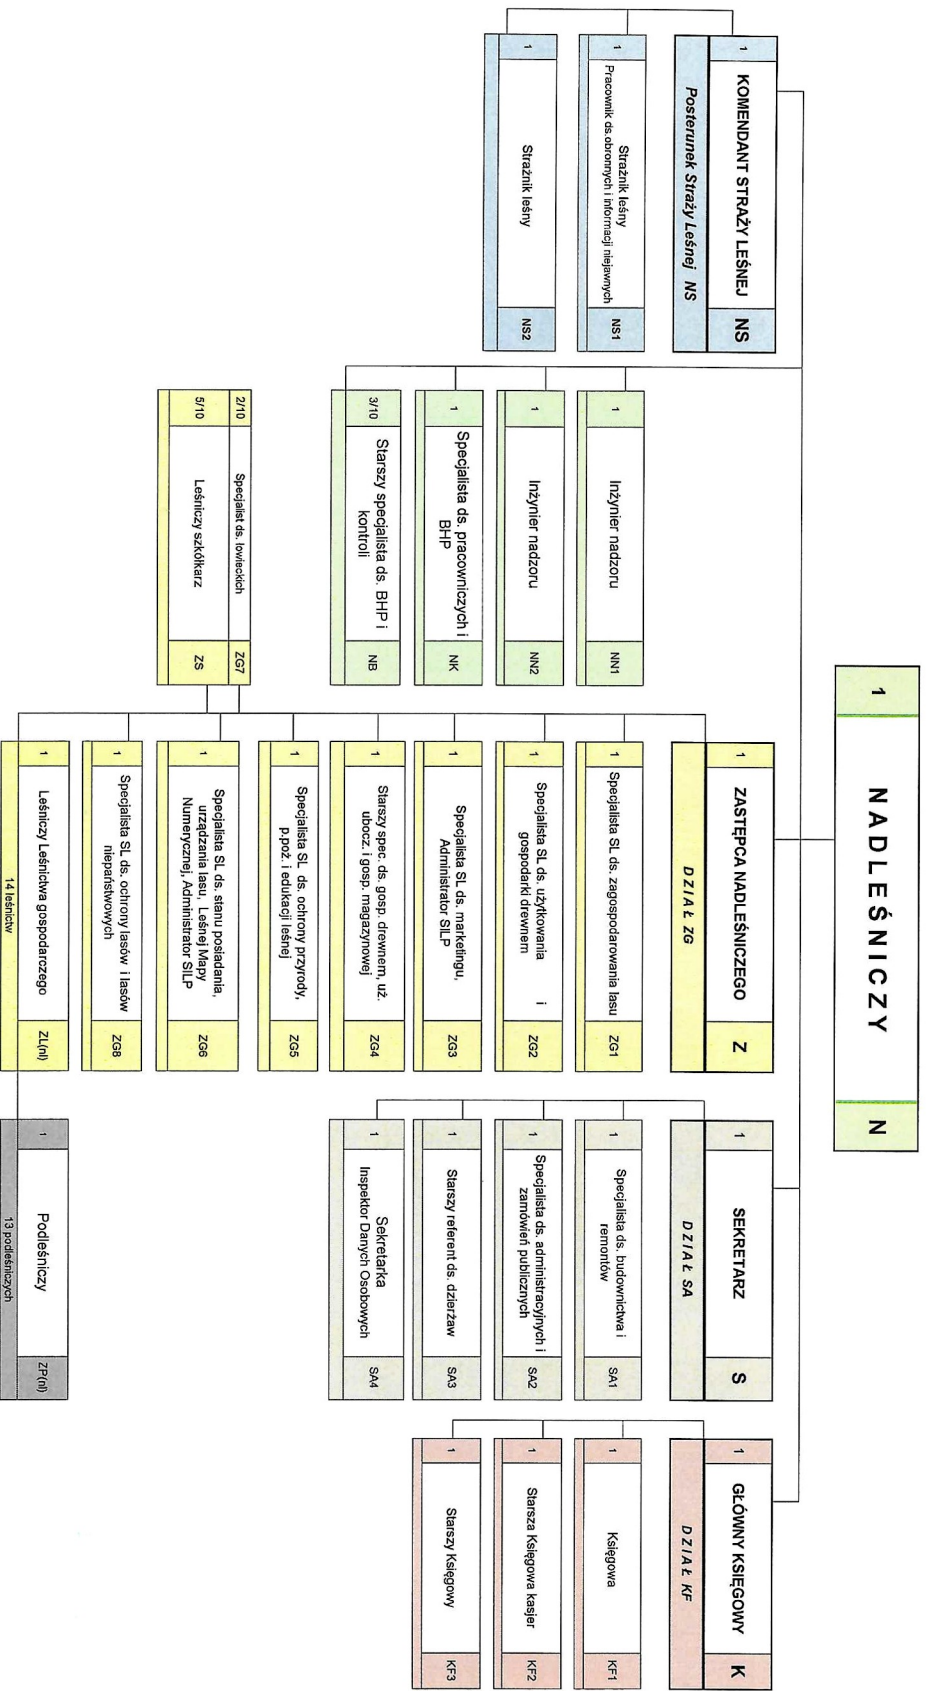 1 NADLEŚNICZY N
1 KOMENDANT STRAŻY LEŚNEJ NS
Posterunek Straży Leśnej NS
1 Strażnik leśny NS1
Pracownik ds.obronnych i informacji niejawnych
1 Strażnik leśny NS2
1 Inżynier nadzoru NN1
1 Inżynier nadzoru NN2
1 Specjalista ds. pracowniczych i NK
BHP
3/10 Starszy specjalista ds. BHP i NB
kontroli
2/10 Specjalist ds. łowieckich ZG7
5/10 Leśniczy szkółkarz ZS
1 ZASTĘPCA NADLEŚNICZEGO Z
DZIAŁ ZG
1 Specjalista SL ds. zagospodarowania lasu ZG1
1 Specjalista SL ds. użytkowania i ZG2
gospodarki drewnem
1 Specjalista SL ds. marketingu, ZG3
Administrator SILP
1 Starszy spec. ds. gosp. drewnem, uż. ZG4
ubocz. i gosp. magazynowej
1 Specjalista SL ds. ochrony przyrody, ZG5
p.poż. i edukacji leśnej
1 Specjalista SL ds. stanu posiadania, ZG6
urządzania lasu, Leśnej Mapy
Numerycznej, Administrator SILP
1 Specjalista SL ds. ochrony lasów i lasów ZG8
niepaństwowych
1 Leśniczy Leśnictwa gospodarczego ZL(nl)
14 leśnictw
1 Podleśniczy ZP(nl)
13 podleśniczych
1 SEKRETARZ S
DZIAŁ SA
1 Specjalista ds. budownictwa i SA1
remontów
1 Specjalista ds. administracyjnych i SA2
zamówień publicznych
1 Starszy referent ds. dzierżaw SA3
1 Sekretarka SA4
Inspektor Danych Osobowych
1 GŁÓWNY KSIĘGOWY K
DZIAŁ KF
1 Księgowa KF1
1 Starsza Księgowa kasjer KF2
1 Starszy Księgowy KF3